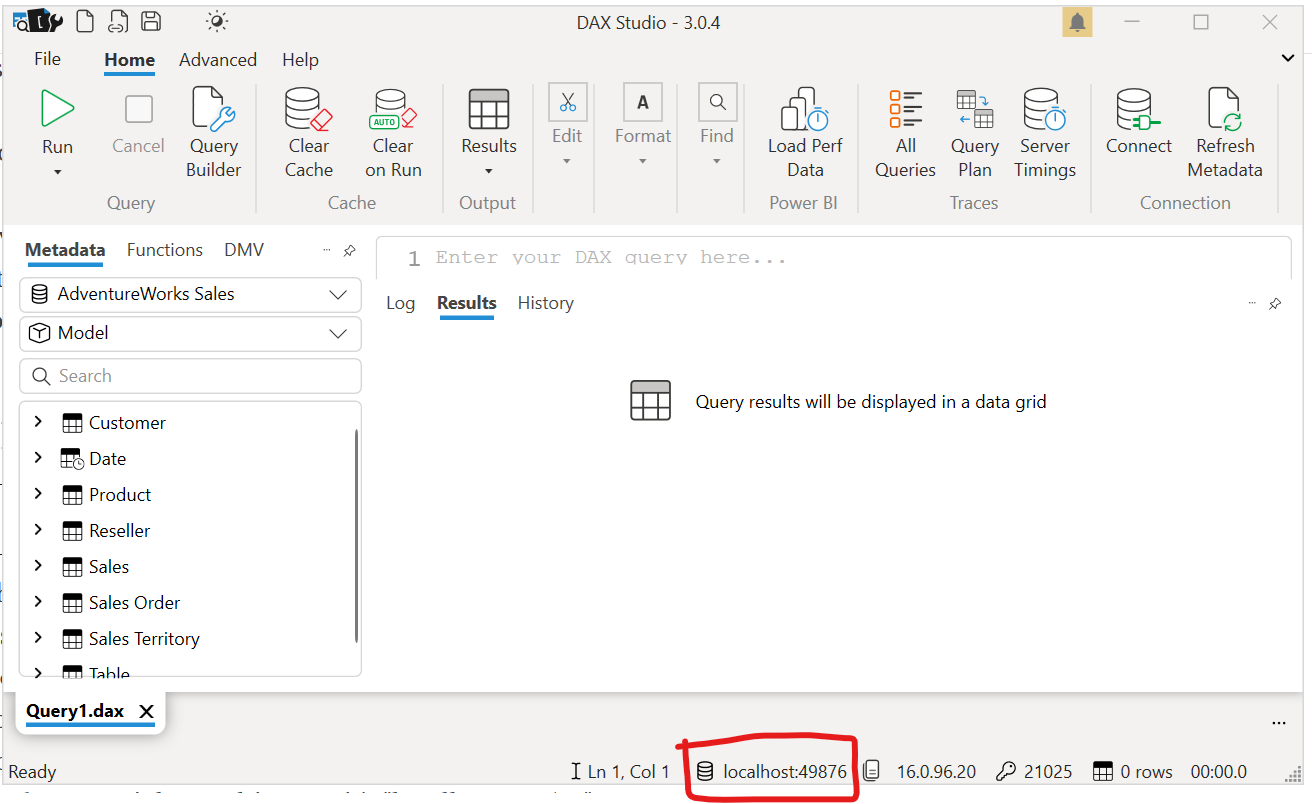 DAX Studio - 3.0.4
File Home Advanced Help
Run Cancel Query Builder Clear Cache AUTO Clear on Run Results Edit A Format Find Load Perf Data All Queries Query Plan Server Timings Connect Refresh Metadata
Query Cache Output Power BI Traces Connection
Metadata Functions DMV
1 Enter your DAX query here...
AdventureWorks Sales
Log Results History
Model
Search
Query results will be displayed in a data grid
Customer
Date
Product
Reseller
Sales
Sales Order
Sales Territory
Table
Query1.dax
Ready Ln 1, Col 1 localhost:49876 16.0.96.20 21025 0 rows 00:00.0